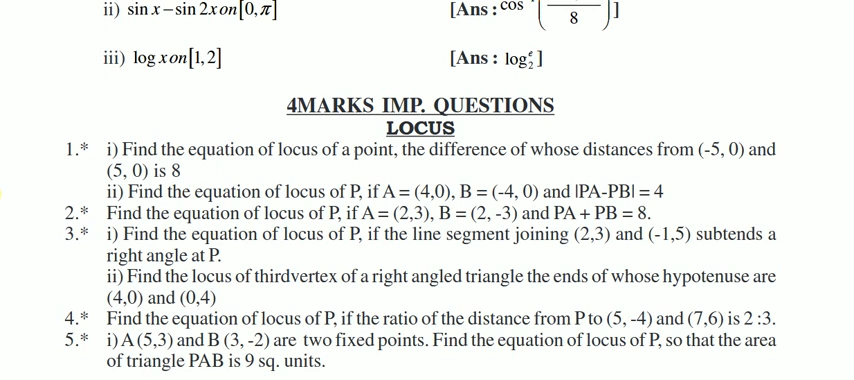 ii) sin x – sin 2x on [0, π] [Ans : cos ( / 8 ) ]
iii) log x on [1, 2] [Ans : log₂ᵉ ]
4MARKS IMP. QUESTIONS
LOCUS
1.* i) Find the equation of locus of a point, the difference of whose distances from (-5, 0) and
(5, 0) is 8
ii) Find the equation of locus of P, if A = (4,0), B = (-4, 0) and |PA-PB| = 4
2.* Find the equation of locus of P, if A = (2,3), B = (2, -3) and PA + PB = 8.
3.* i) Find the equation of locus of P, if the line segment joining (2,3) and (-1,5) subtends a
right angle at P.
ii) Find the locus of thirdvertex of a right angled triangle the ends of whose hypotenuse are
(4,0) and (0,4)
4.* Find the equation of locus of P, if the ratio of the distance from P to (5, -4) and (7,6) is 2 :3.
5.* i) A (5,3) and B (3, -2) are two fixed points. Find the equation of locus of P, so that the area
of triangle PAB is 9 sq. units.